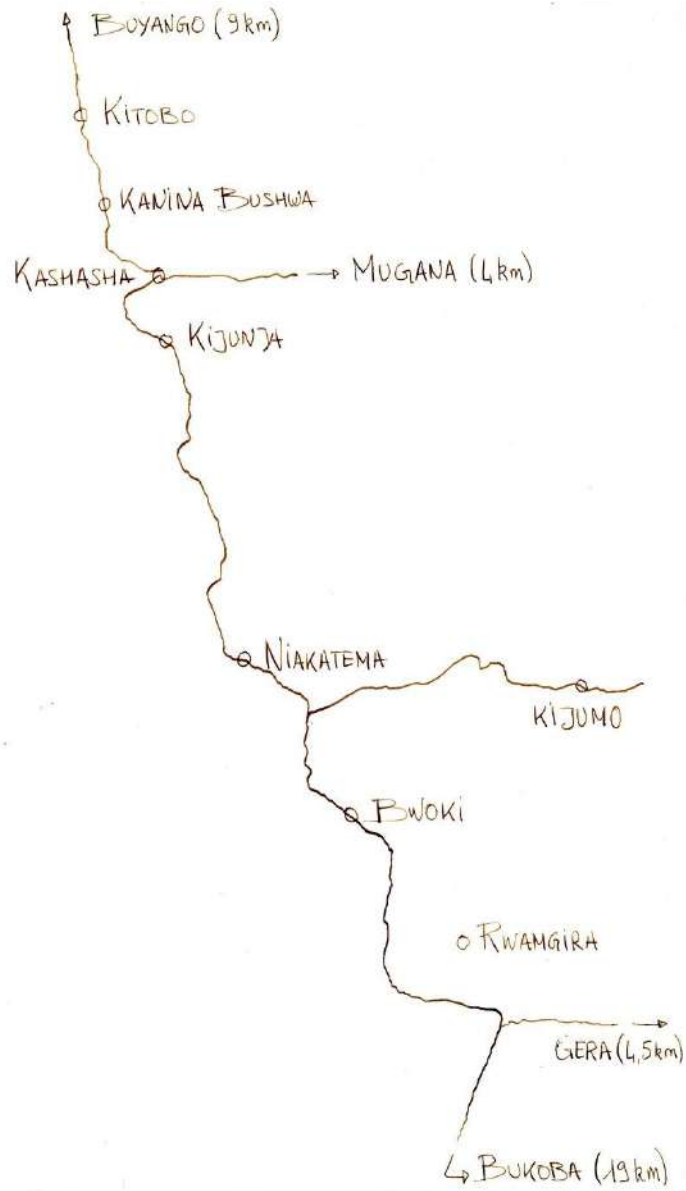 BUYANGO (9km)
KiTOBO
KANiNA BUSHWA
KASHASHA
MUGANA (4km)
KiJUNJA
NiAKATEMA
KiJUMO
BWOKi
RWAMGiRA
GERA (4,5km)
BUKOBA (19km)